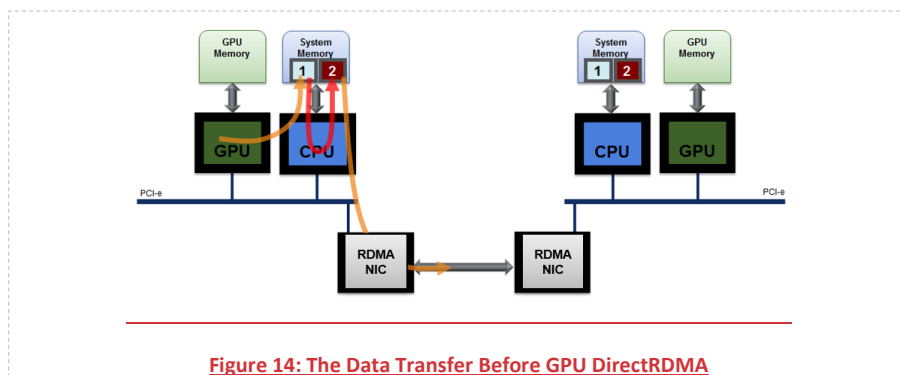 GPU
Memory
System
Memory
1 2
System
Memory
1 2
GPU
Memory
GPU
CPU
CPU
GPU
PCI-e
PCI-e
RDMA
NIC
RDMA
NIC
Figure 14: The Data Transfer Before GPU DirectRDMA